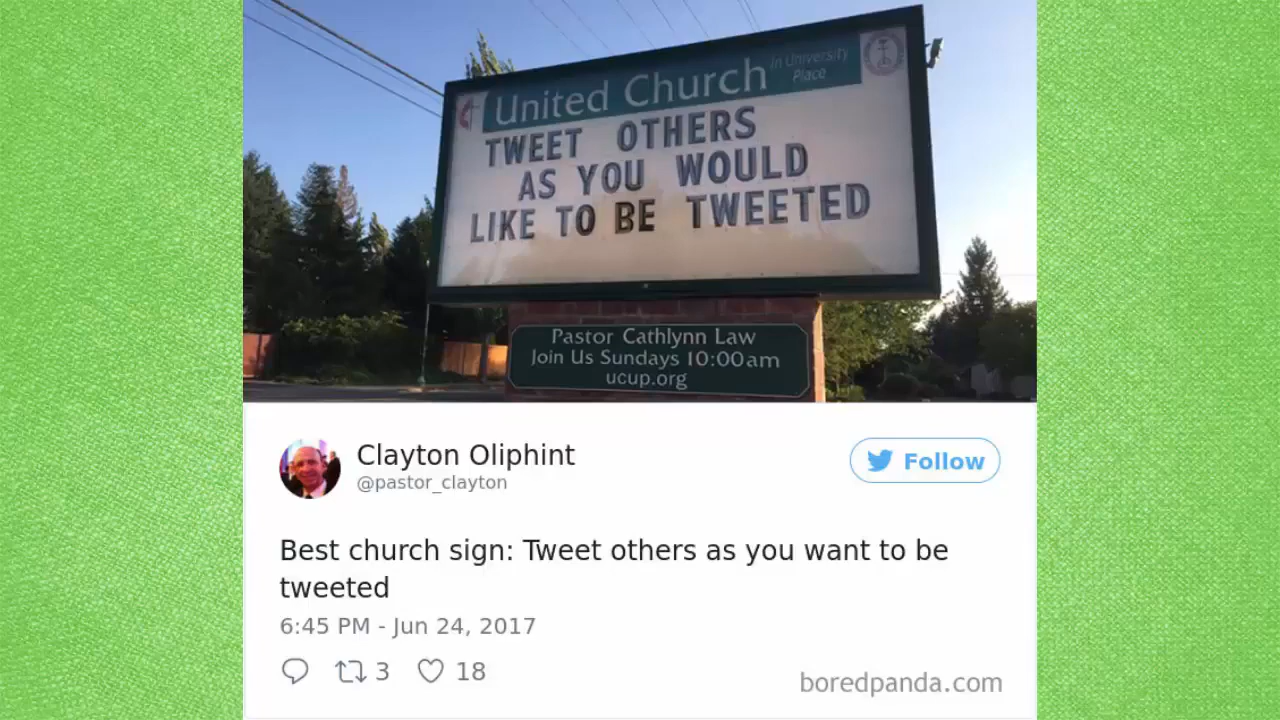 United Church in University
Place
TWEET OTHERS
AS YOU WOULD
LIKE TO BE TWEETED
Pastor Cathlynn Law
Join Us Sundays 10:00am
ucup.org
Clayton Oliphint
@pastor_clayton
Follow
Best church sign: Tweet others as you want to be
tweeted
6:45 PM - Jun 24, 2017
3 18
boredpanda.com